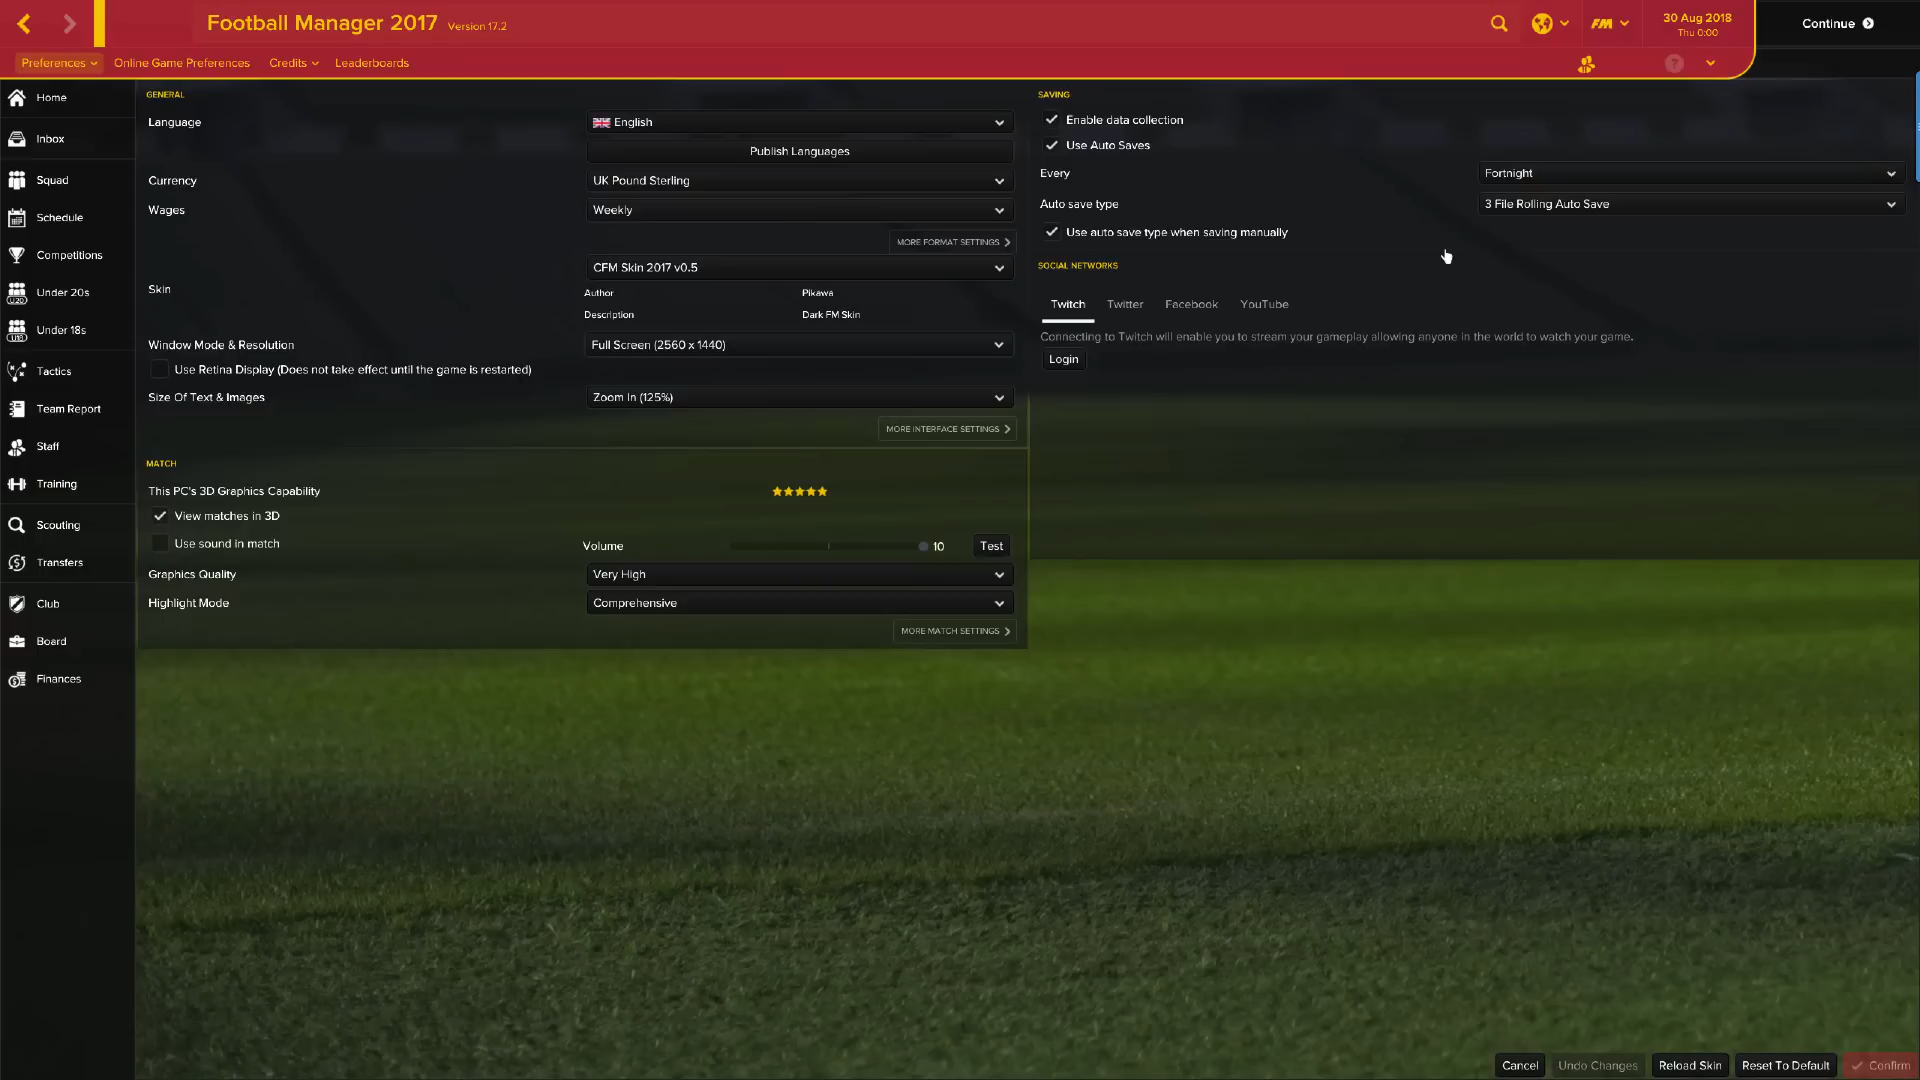 Football Manager 2017 Version 17.2
FM
30 Aug 2018
Thu 0:00
Continue
Preferences
Online Game Preferences
Credits
Leaderboards
Home
Inbox
Squad
Schedule
Competitions
Under 20s
Under 18s
Tactics
Team Report
Staff
Training
Scouting
Transfers
Club
Board
Finances
GENERAL
Language
English
Publish Languages
Currency
UK Pound Sterling
Wages
Weekly
MORE FORMAT SETTINGS
CFM Skin 2017 v0.5
Skin
Author Pikawa
Description Dark FM Skin
Window Mode & Resolution
Full Screen (2560 x 1440)
Use Retina Display (Does not take effect until the game is restarted)
Size Of Text & Images
Zoom In (125%)
MORE INTERFACE SETTINGS
MATCH
This PC's 3D Graphics Capability
View matches in 3D
Use sound in match
Volume 10 Test
Graphics Quality
Very High
Highlight Mode
Comprehensive
MORE MATCH SETTINGS
SAVING
Enable data collection
Use Auto Saves
Every
Fortnight
Auto save type
3 File Rolling Auto Save
Use auto save type when saving manually
SOCIAL NETWORKS
Twitch Twitter Facebook YouTube
Connecting to Twitch will enable you to stream your gameplay allowing anyone in the world to watch your game.
Login
Cancel
Undo Changes
Reload Skin
Reset To Default
Confirm